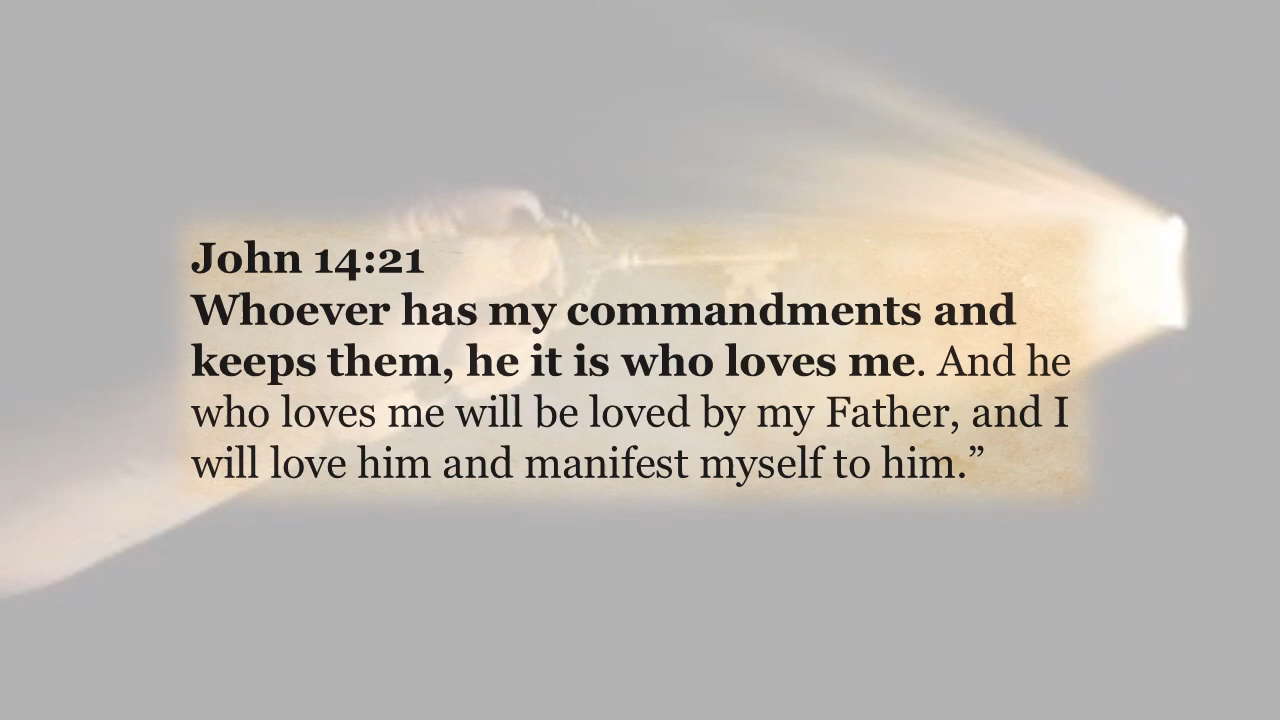 John 14:21
Whoever has my commandments and
keeps them, he it is who loves me. And he
who loves me will be loved by my Father, and I
will love him and manifest myself to him.”